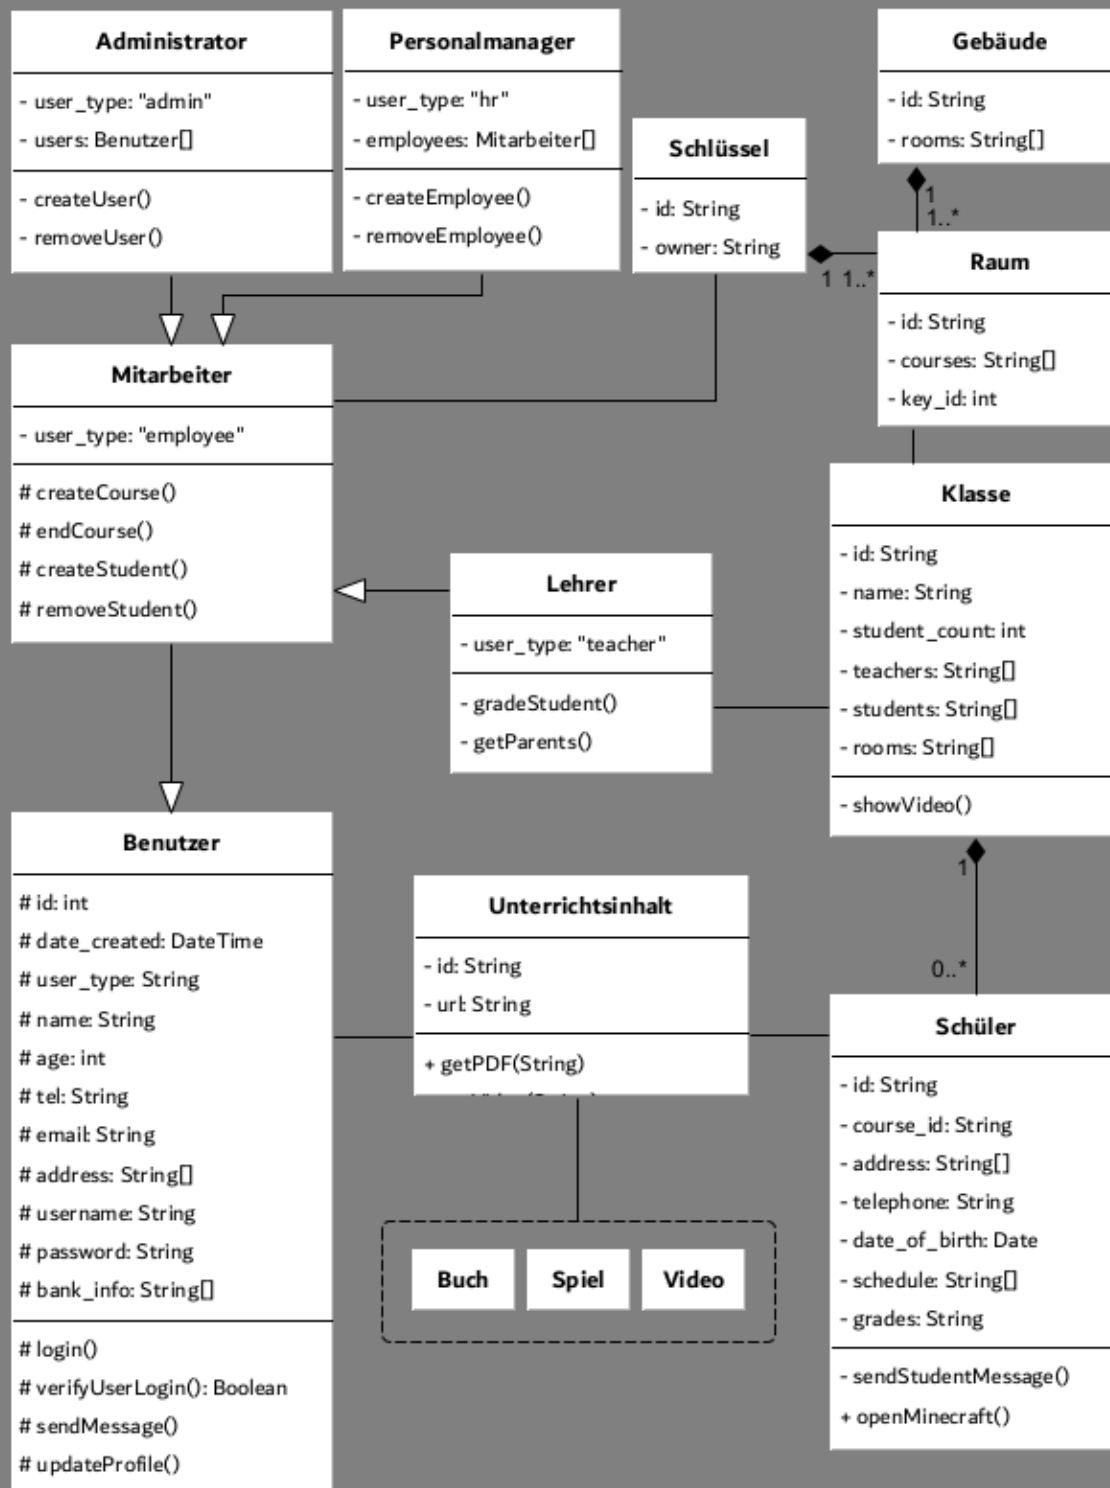 Administrator
- user_type: "admin"
- users: Benutzer[]
- createUser()
- removeUser()
Personalmanager
- user_type: "hr"
- employees: Mitarbeiter[]
- createEmployee()
- removeEmployee()
Schlüssel
- id: String
- owner: String
Gebäude
- id: String
- rooms: String[]
1
1..*
1 1..*
Raum
- id: String
- courses: String[]
- key_id: int
Mitarbeiter
- user_type: "employee"
# createCourse()
# endCourse()
# createStudent()
# removeStudent()
Lehrer
- user_type: "teacher"
- gradeStudent()
- getParents()
Klasse
- id: String
- name: String
- student_count: int
- teachers: String[]
- students: String[]
- rooms: String[]
- showVideo()
1
0..*
Benutzer
# id: int
# date_created: DateTime
# user_type: String
# name: String
# age: int
# tel: String
# email: String
# address: String[]
# username: String
# password: String
# bank_info: String[]
# login()
# verifyUserLogin(): Boolean
# sendMessage()
# updateProfile()
Unterrichtsinhalt
- id: String
- url: String
+ getPDF(String)
Buch
Spiel
Video
Schüler
- id: String
- course_id: String
- address: String[]
- telephone: String
- date_of_birth: Date
- schedule: String[]
- grades: String
- sendStudentMessage()
+ openMinecraft()